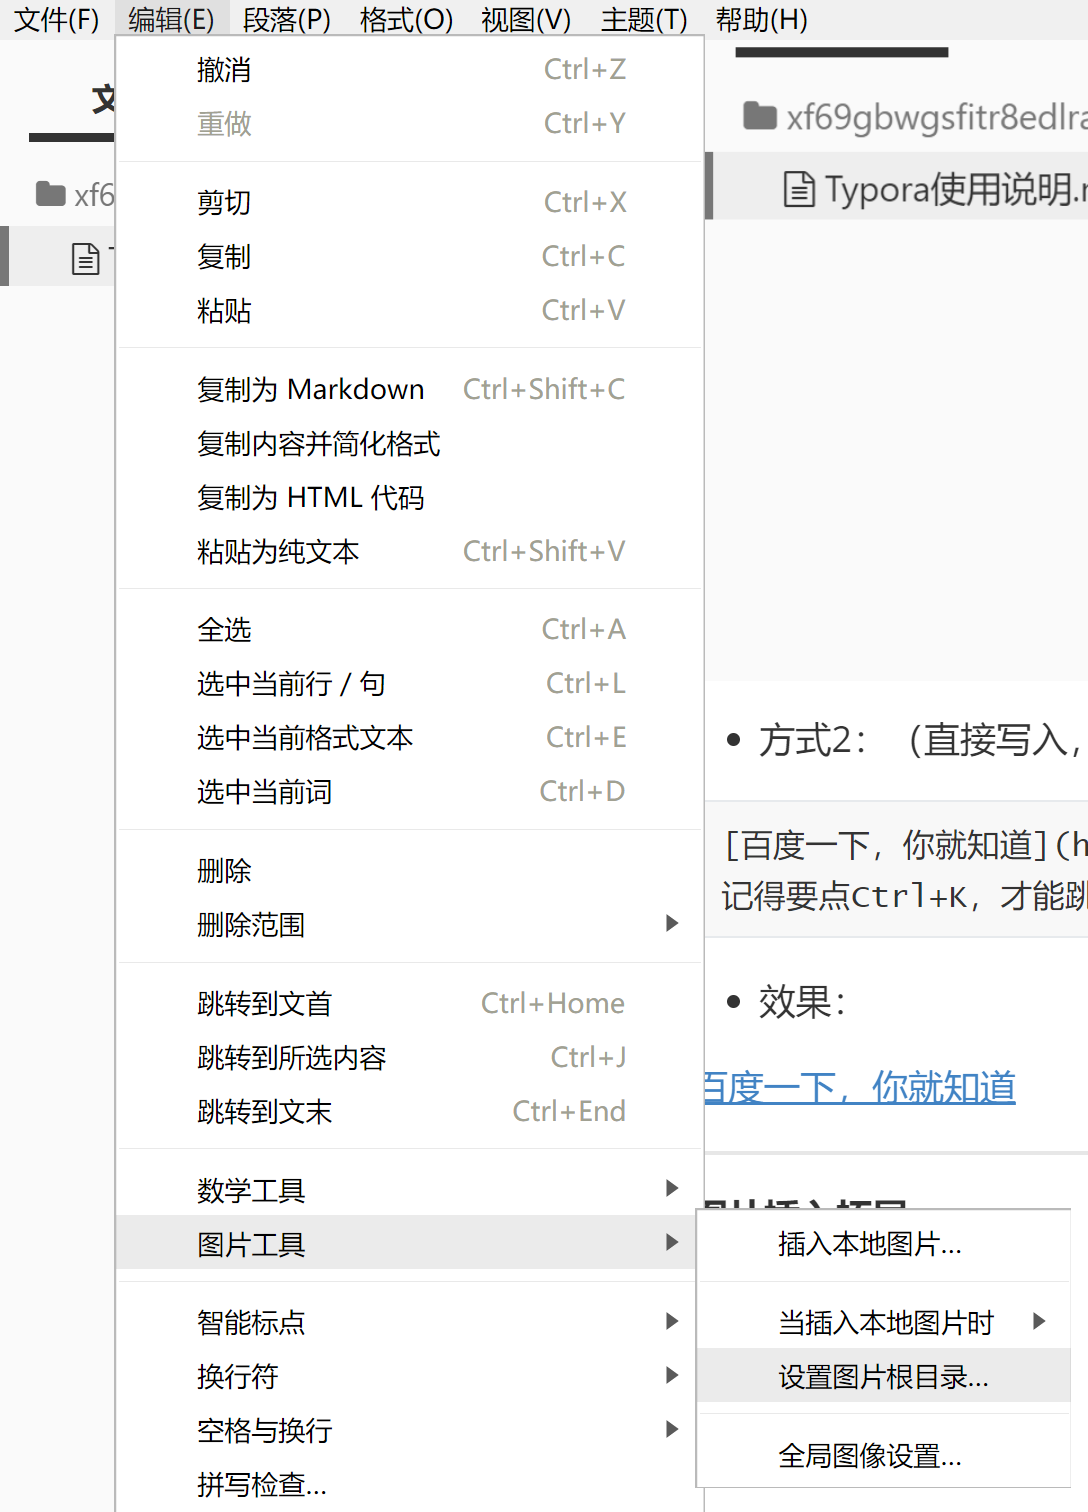 文件(F) 编辑(E) 段落(P) 格式(O) 视图(V) 主题(T) 帮助(H)
撤消 Ctrl+Z
重做 Ctrl+Y
剪切 Ctrl+X
复制 Ctrl+C
粘贴 Ctrl+V
复制为 Markdown Ctrl+Shift+C
复制内容并简化格式
复制为 HTML 代码
粘贴为纯文本 Ctrl+Shift+V
全选 Ctrl+A
选中当前行 / 句 Ctrl+L
选中当前格式文本 Ctrl+E
选中当前词 Ctrl+D
删除
删除范围
跳转到文首 Ctrl+Home
跳转到所选内容 Ctrl+J
跳转到文末 Ctrl+End
数学工具
图片工具
智能标点
换行符
空格与换行
拼写检查...
插入本地图片...
当插入本地图片时
设置图片根目录...
全局图像设置...
文
xf6
xf69gbwgsfitr8edlra
Typora使用说明.
方式2： （直接写入，
[百度一下，你就知道](h
记得要点Ctrl+K，才能跳
效果：
百度一下，你就知道